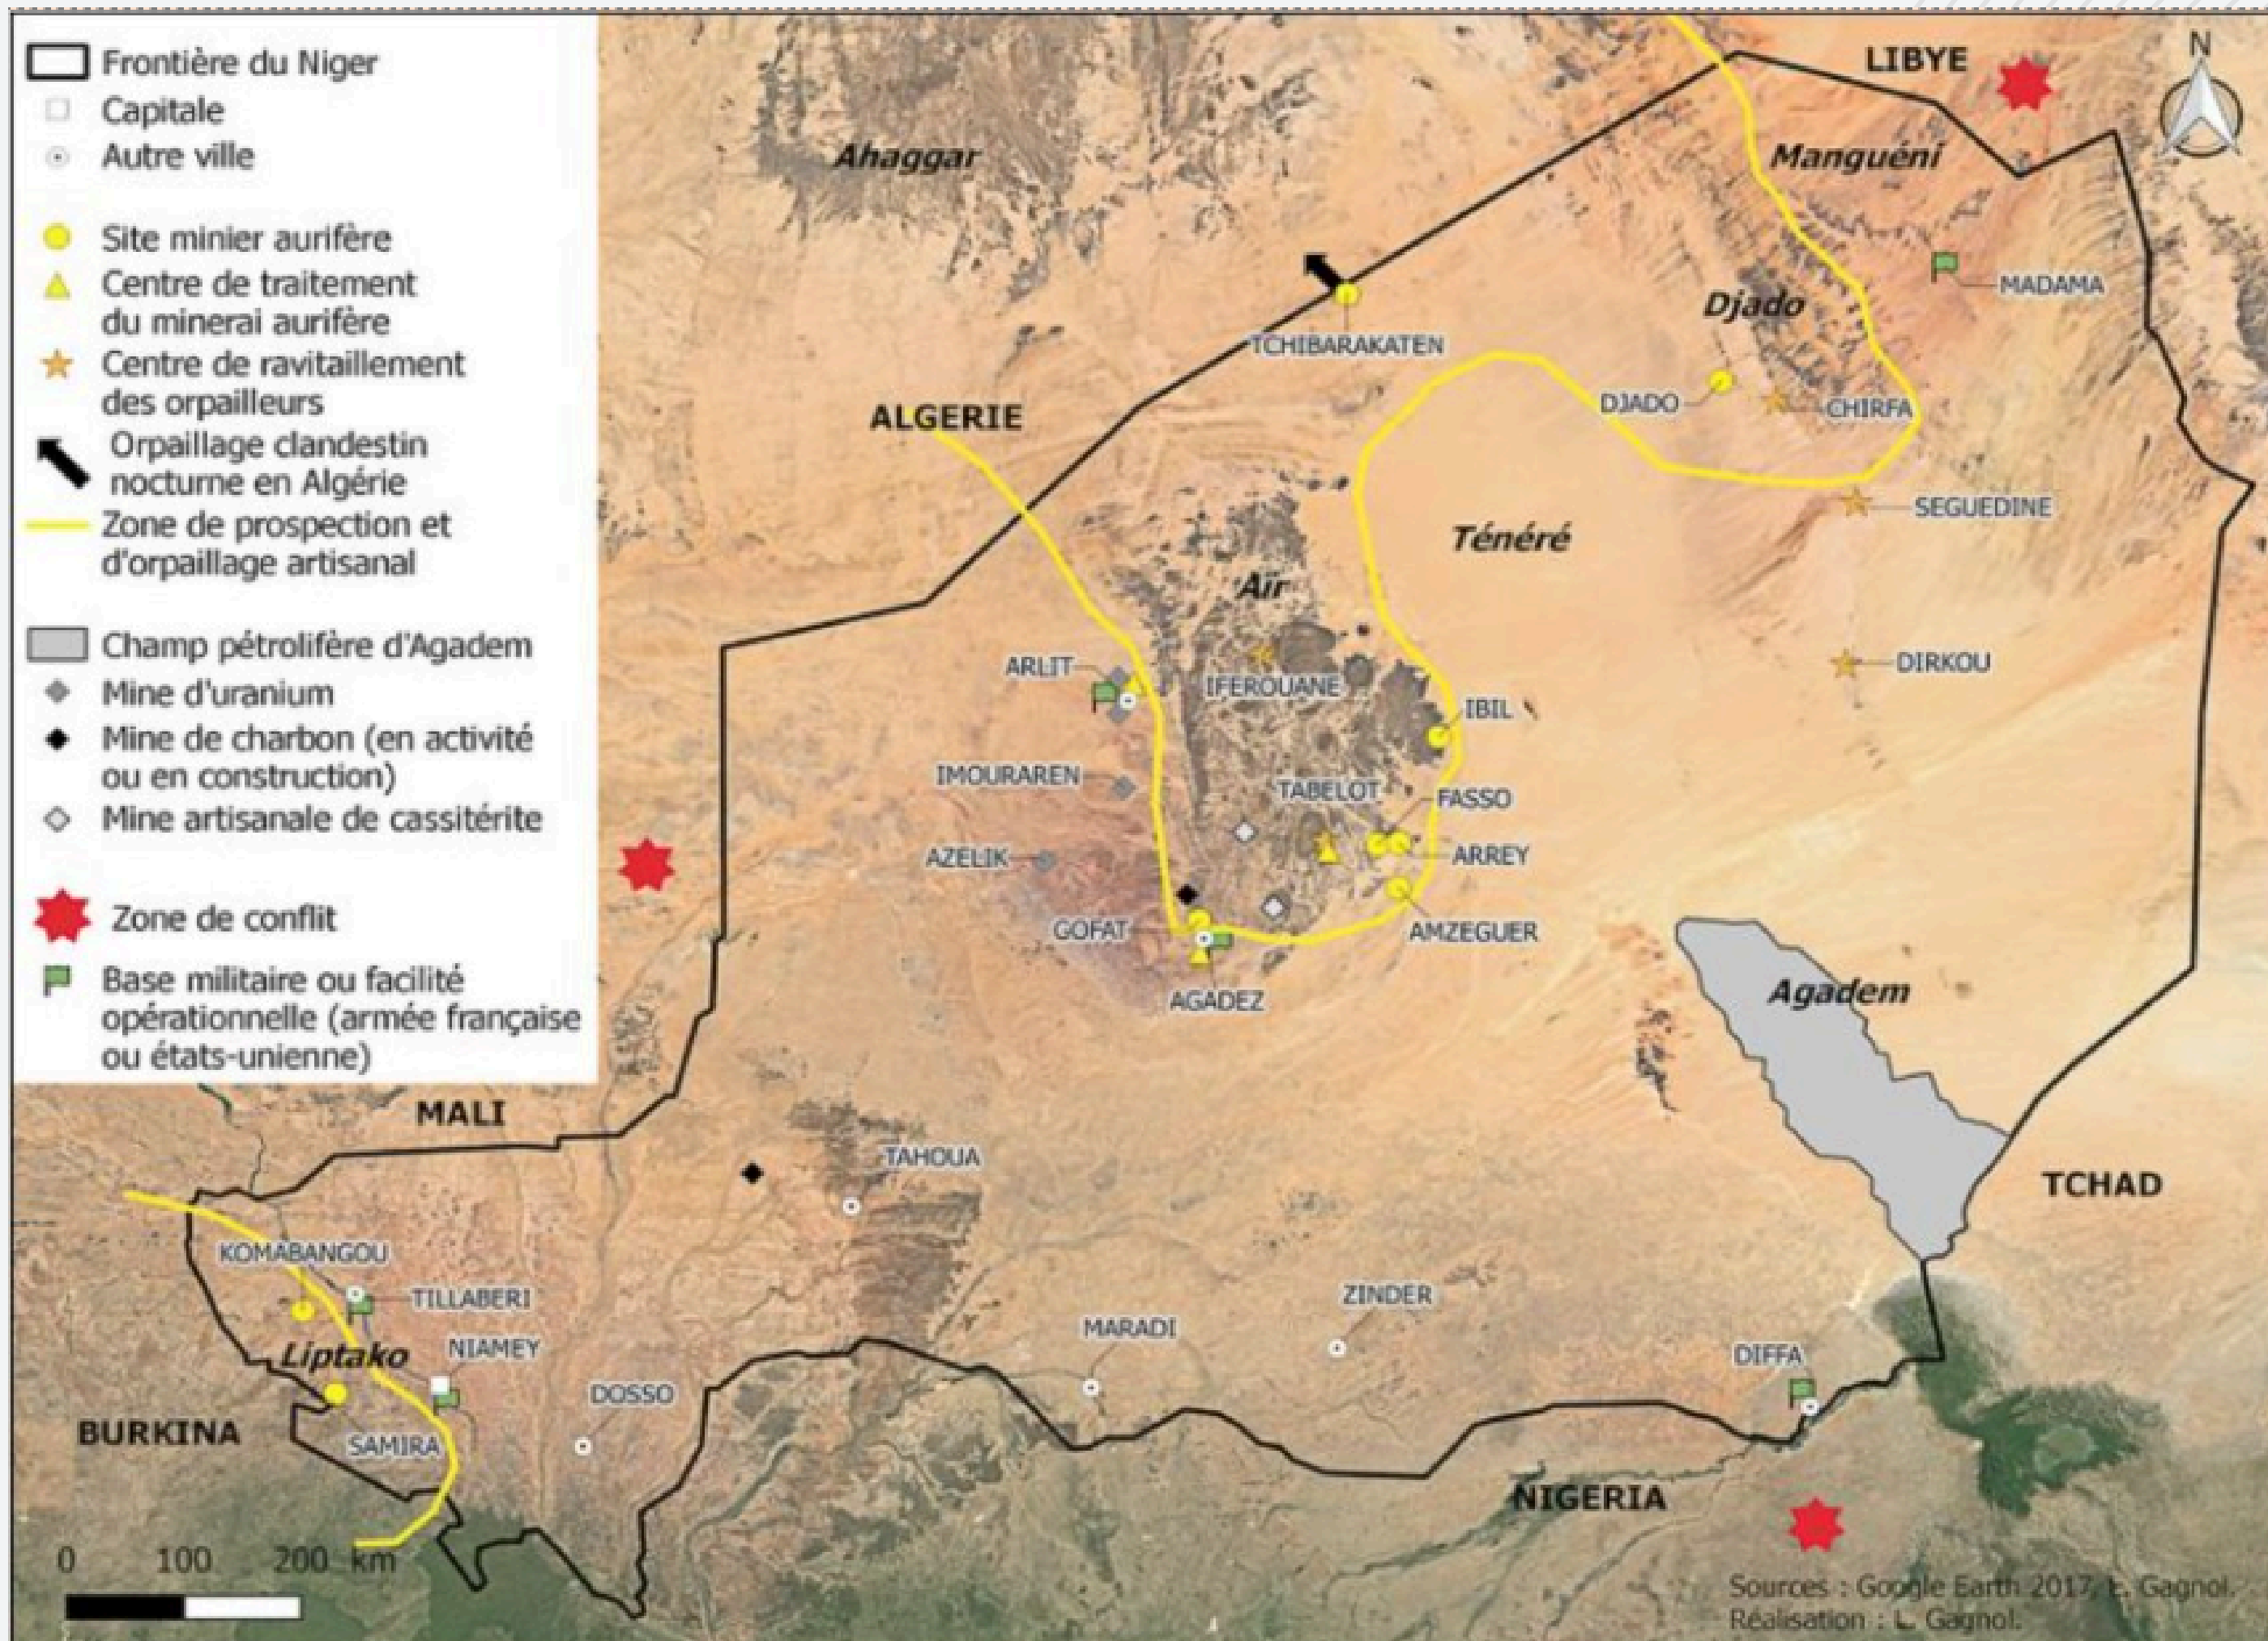 Frontière du Niger
Capitale
Autre ville
Site minier aurifère
Centre de traitement
du minerai aurifère
Centre de ravitaillement
des orpailleurs
Orpaillage clandestin
nocturne en Algérie
Zone de prospection et
d'orpaillage artisanal
Champ pétrolifère d'Agadem
Mine d'uranium
Mine de charbon (en activité
ou en construction)
Mine artisanale de cassitérite
Zone de conflit
Base militaire ou facilité
opérationnelle (armée française
ou états-unienne)
LIBYE
N
Ahaggar
Manguéni
MADAMA
Djado
TCHIBARAKATEN
DJADO
CHIRFA
ALGERIE
SEGUEDINE
Ténéré
Aïr
ARLIT
IFEROUANE
DIRKOU
IBIL
IMOURAREN
TABELOT
FASSO
AZELIK
ARREY
GOFAT
AMZEGUER
AGADEZ
Agadem
MALI
TAHOUA
TCHAD
KOMABANGOU
TILLABERI
ZINDER
MARADI
NIAMEY
Liptako
DIFFA
DOSSO
BURKINA
SAMIRA
NIGERIA
0 100 200 km
Sources : Google Earth 2017, L. Gagnol.
Réalisation : L. Gagnol.